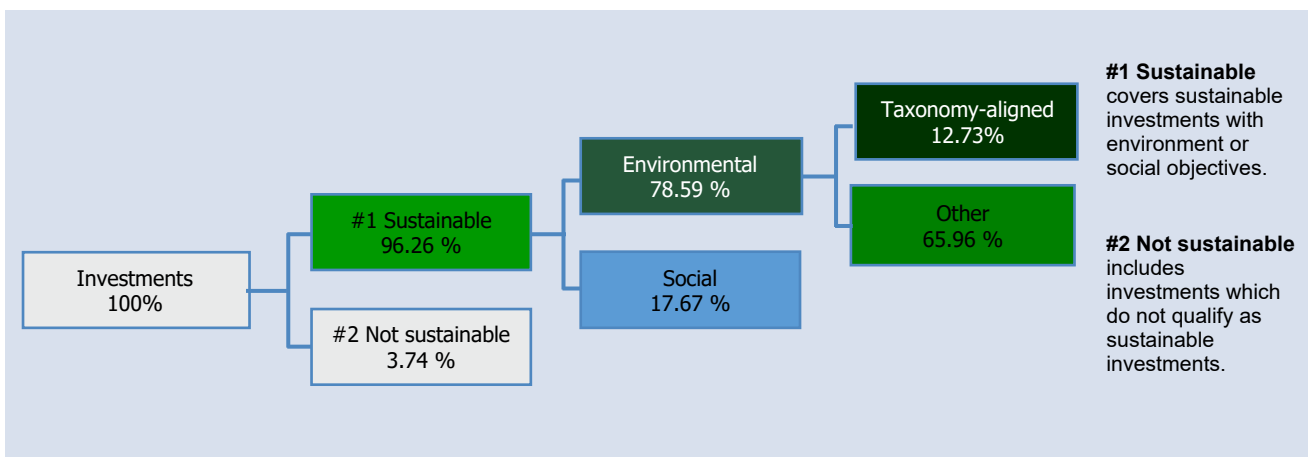 Investments
100%
#1 Sustainable
96.26 %
#2 Not sustainable
3.74 %
Environmental
78.59 %
Social
17.67 %
Taxonomy-aligned
12.73%
Other
65.96 %
#1 Sustainable
covers sustainable
investments with
environment or
social objectives.
#2 Not sustainable
includes
investments which
do not qualify as
sustainable
investments.